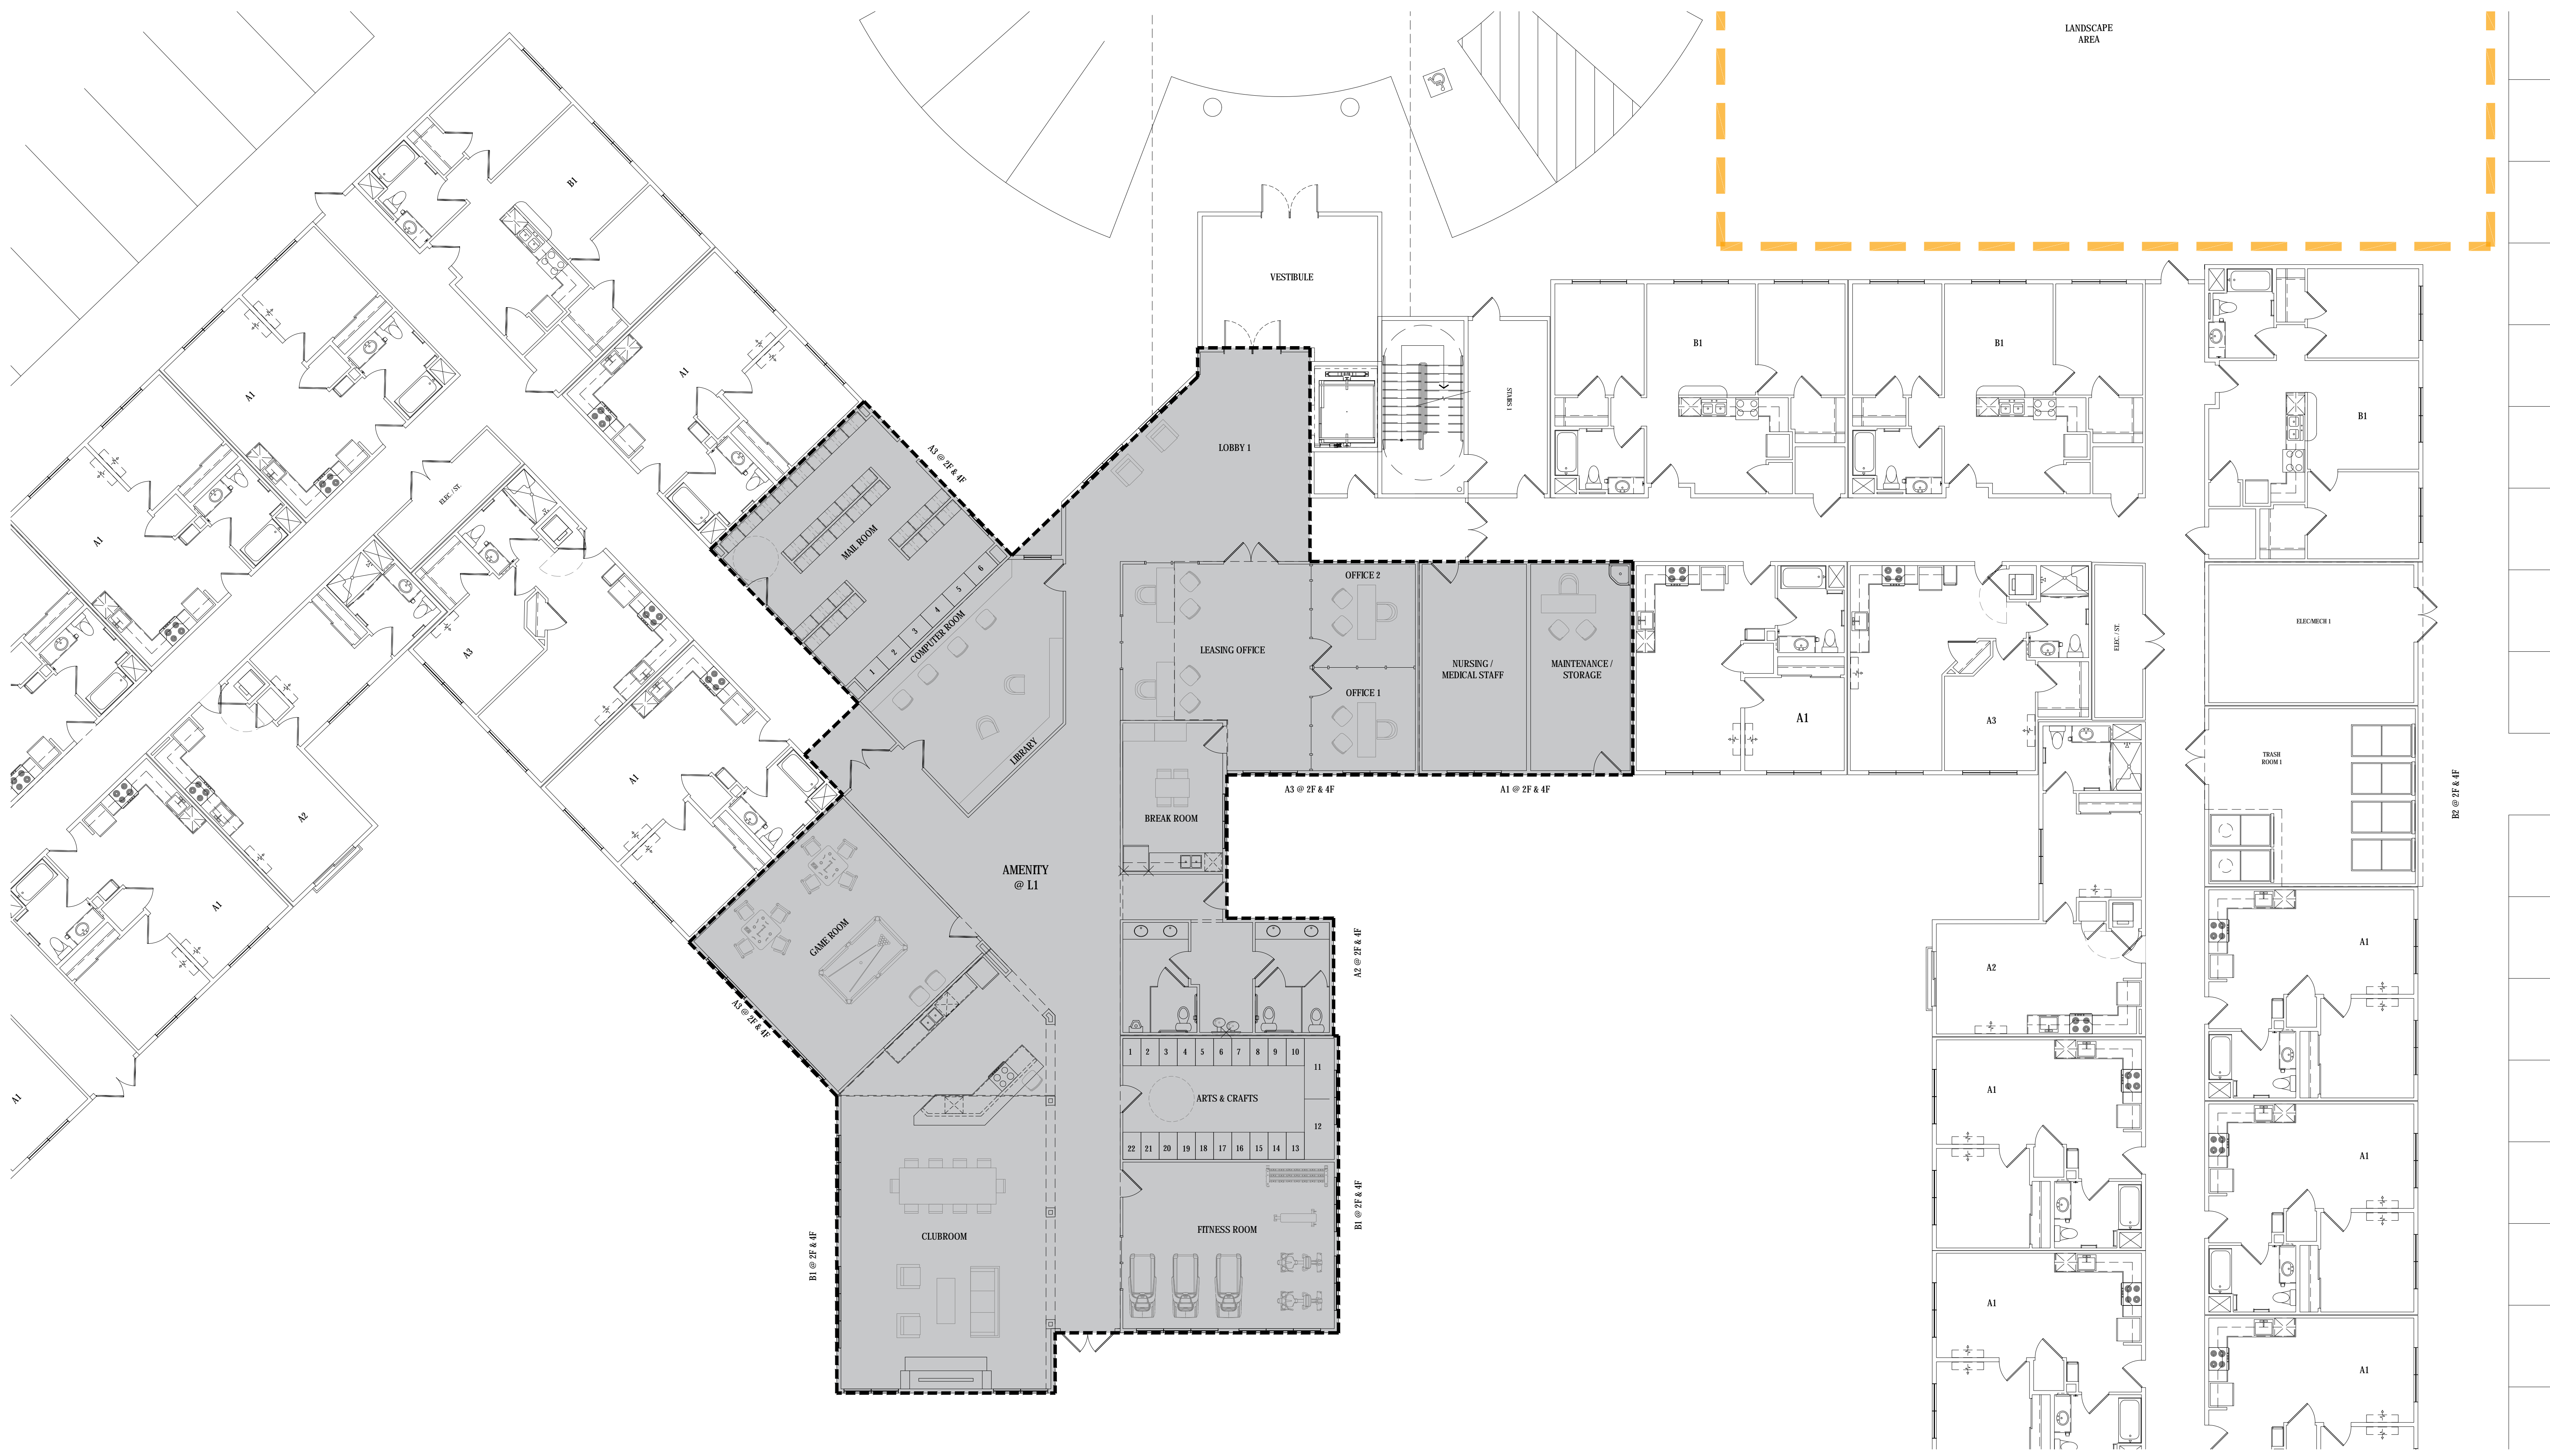 LANDSCAPE
AREA
B1
VESTIBULE
B1
B1
A1
A1
STAIRS 1
B1
LOBBY 1
A3 @ 2F & 4F
ELEC / ST.
MAIL ROOM
A1
OFFICE 2
1 2 3 4 5 6
COMPUTER ROOM
ELEC/MECH 1
ELEC / ST.
A3
LEASING OFFICE
NURSING /
MEDICAL STAFF
MAINTENANCE /
STORAGE
OFFICE 1
A1
A3
LIBRARY
TRASH
ROOM 1
A1
A3 @ 2F & 4F
A1 @ 2F & 4F
B2 @ 2F & 4F
A2
BREAK ROOM
AMENITY
@ L1
A1
GAME ROOM
A2 @ 2F & 4F
A1
A2
A3 @ 2F & 4F
1 2 3 4 5 6 7 8 9 10
11
A1
A1
ARTS & CRAFTS
12
22 21 20 19 18 17 16 15 14 13
A1
B1 @ 2F & 4F
FITNESS ROOM
CLUBROOM
B1 @ 2F & 4F
A1
A1